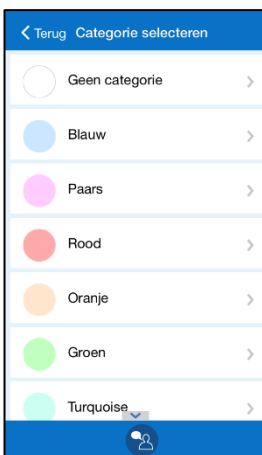 Terug Categorie selecteren
Geen categorie
Blauw
Paars
Rood
Oranje
Groen
Turquoise